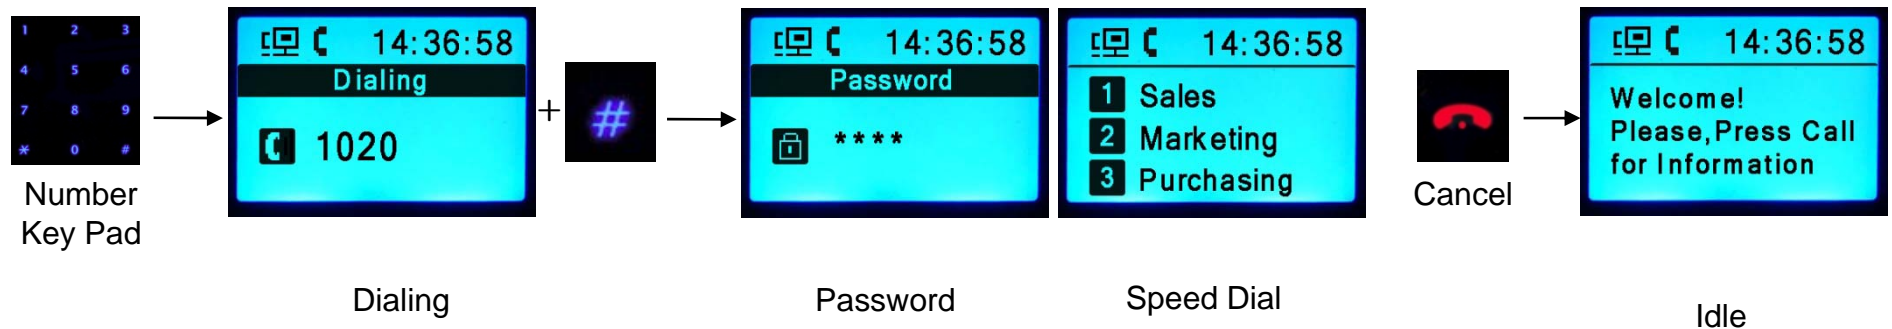 1 2 3
4 5 6
7 8 9
* 0 #
Number
Key Pad
14:36:58
Dialing
1020
Dialing
+
#
14:36:58
Password
****
Password
14:36:58
1 Sales
2 Marketing
3 Purchasing
Speed Dial
Cancel
14:36:58
Welcome!
Please,Press Call
for Information
Idle